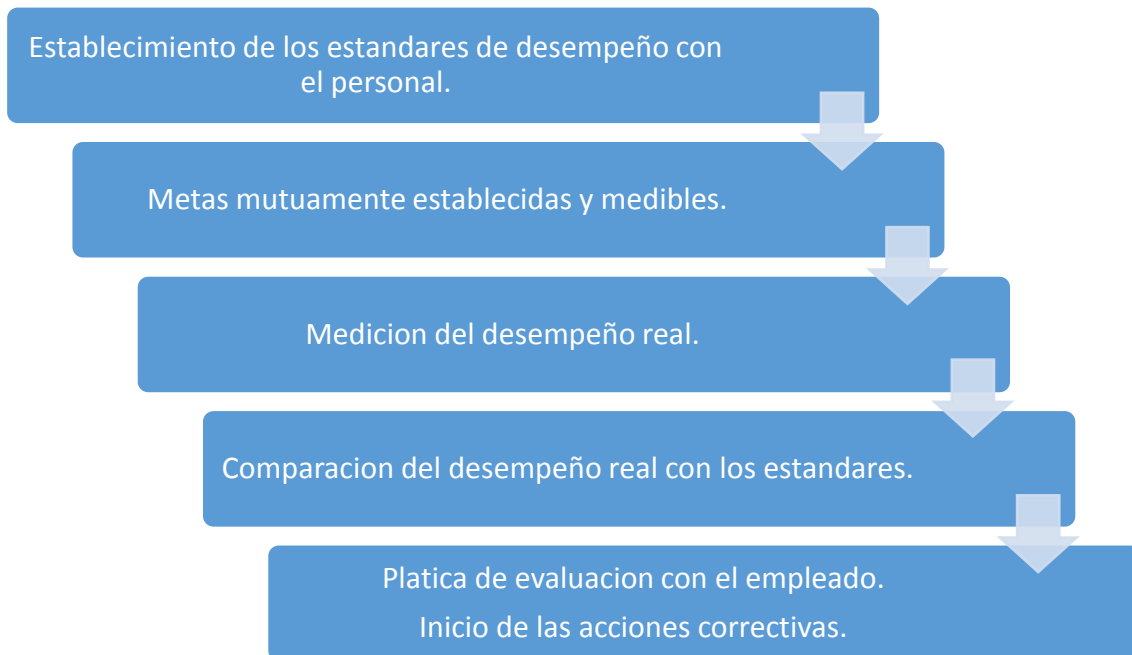 Establecimiento de los estandares de desempeño con
el personal.
Metas mutuamente establecidas y medibles.
Medicion del desempeño real.
Comparacion del desempeño real con los estandares.
Platica de evaluacion con el empleado.
Inicio de las acciones correctivas.